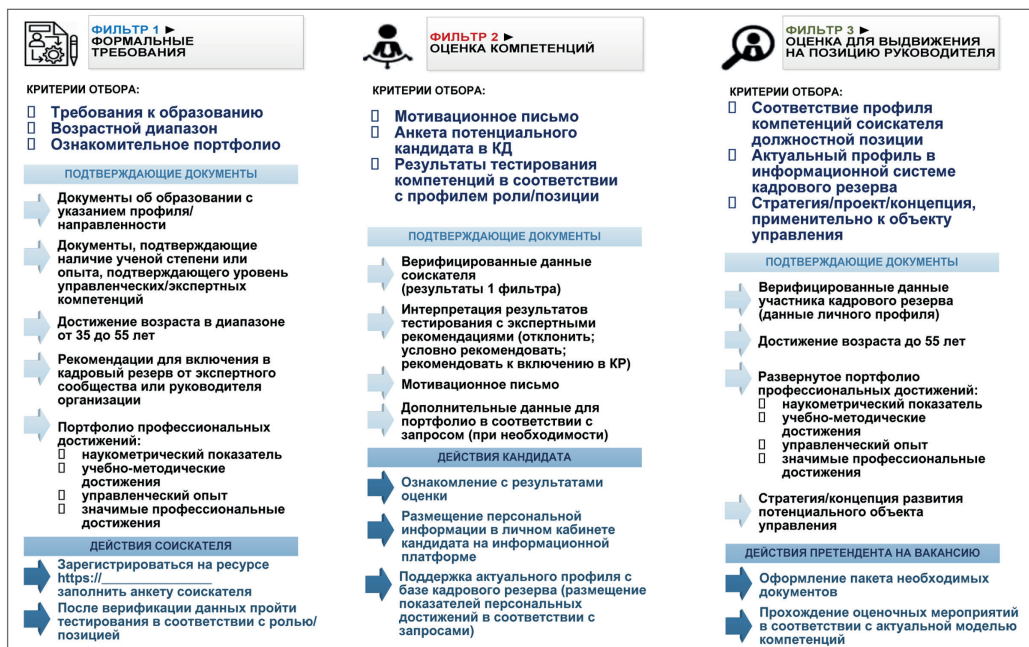 ФИЛЬТР 1 ►
ФОРМАЛЬНЫЕ
ТРЕБОВАНИЯ
КРИТЕРИИ ОТБОРА:
Требования к образованию
Возрастной диапазон
Ознакомительное портфолио
ПОДТВЕРЖДАЮЩИЕ ДОКУМЕНТЫ
Документы об образовании с
указанием профиля/
направленности
Документы, подтверждающие
наличие ученой степени или
опыта, подтверждающего уровень
управленческих/экспертных
компетенций
Достижение возраста в диапазоне
от 35 до 55 лет
Рекомендации для включения в
кадровый резерв от экспертного
сообщества или руководителя
организации
Портфолио профессиональных
достижений:
наукометрический показатель
учебно-методические
достижения
управленческий опыт
значимые профессиональные
достижения
ДЕЙСТВИЯ СОИСКАТЕЛЯ
Зарегистрироваться на ресурсе
https://_______________
заполнить анкету соискателя
После верификации данных пройти
тестирования в соответствии с ролью/
позицией
ФИЛЬТР 2 ►
ОЦЕНКА КОМПЕТЕНЦИЙ
КРИТЕРИИ ОТБОРА:
Мотивационное письмо
Анкета потенциального
кандидата в КД
Результаты тестирования
компетенций в соответствии
с профилем роли/позиции
ПОДТВЕРЖДАЮЩИЕ ДОКУМЕНТЫ
Верифицированные данные
соискателя
(результаты 1 фильтра)
Интерпретация результатов
тестирования с экспертными
рекомендациями (отклонить;
условно рекомендовать;
рекомендовать к включению в КР)
Мотивационное письмо
Дополнительные данные для
портфолио в соответствии с
запросом (при необходимости)
ДЕЙСТВИЯ КАНДИДАТА
Ознакомление с результатами
оценки
Размещение персональной
информации в личном кабинете
кандидата на информационной
платформе
Поддержка актуального профиля с
базе кадрового резерва (размещение
показателей персональных
достижений в соответствии с
запросами)
ФИЛЬТР 3 ►
ОЦЕНКА ДЛЯ ВЫДВИЖЕНИЯ
НА ПОЗИЦИЮ РУКОВОДИТЕЛЯ
КРИТЕРИИ ОТБОРА:
Соответствие профиля
компетенций соискателя
должностной позиции
Актуальный профиль в
информационной системе
кадрового резерва
Стратегия/проект/концепция,
применительно к объекту
управления
ПОДТВЕРЖДАЮЩИЕ ДОКУМЕНТЫ
Верифицированные данные
участника кадрового резерва
(данные личного профиля)
Достижение возраста до 55 лет
Развернутое портфолио
профессиональных достижений:
наукометрический показатель
учебно-методические
достижения
управленческий опыт
значимые профессиональные
достижения
Стратегия/концепция развития
потенциального объекта
управления
ДЕЙСТВИЯ ПРЕТЕНДЕНТА НА ВАКАНСИЮ
Оформление пакета необходимых
документов
Прохождение оценочных мероприятий
в соответствии с актуальной моделью
компетенций